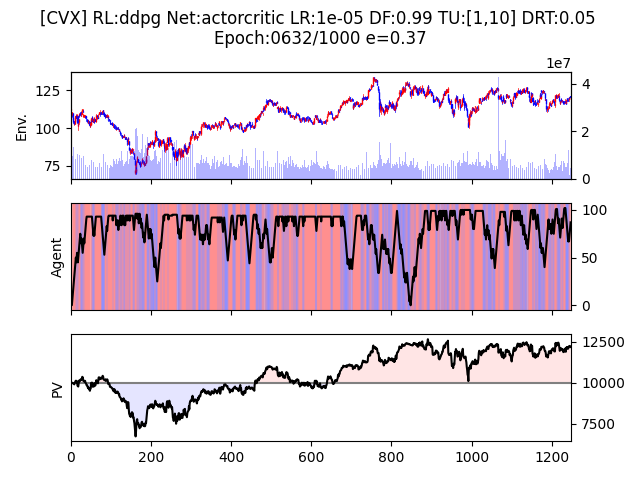 [CVX] RL:ddpg Net:actorcritic LR:1e-05 DF:0.99 TU:[1,10] DRT:0.05
Epoch:0632/1000 e=0.37
1e7
Env.
125
100
75
4
2
0
Agent
100
50
0
PV
12500
10000
7500
0 200 400 600 800 1000 1200